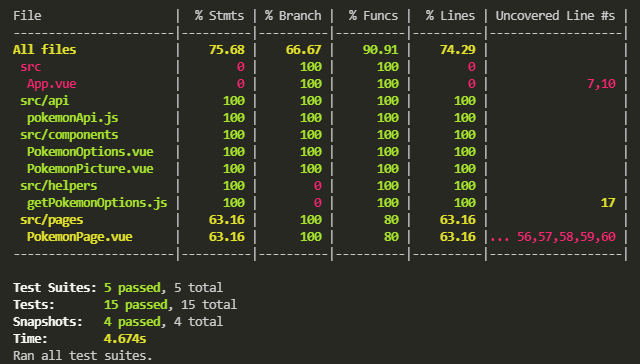 File | % Stmts | % Branch | % Funcs | % Lines | Uncovered Line #s |
-----------------------|----------|----------|----------|----------|-------------------|
All files | 75.68 | 66.67 | 90.91 | 74.29 | |
src | 0 | 100 | 100 | 0 | |
App.vue | 0 | 100 | 100 | 0 | 7,10 |
src/api | 100 | 100 | 100 | 100 | |
pokemonApi.js | 100 | 100 | 100 | 100 | |
src/components | 100 | 100 | 100 | 100 | |
PokemonOptions.vue | 100 | 100 | 100 | 100 | |
PokemonPicture.vue | 100 | 100 | 100 | 100 | |
src/helpers | 100 | 0 | 100 | 100 | |
getPokemonOptions.js | 100 | 0 | 100 | 100 | 17 |
src/pages | 63.16 | 100 | 80 | 63.16 | |
PokemonPage.vue | 63.16 | 100 | 80 | 63.16 | ... 56,57,58,59,60 |
-----------------------|----------|----------|----------|----------|-------------------|
Test Suites: 5 passed, 5 total
Tests: 15 passed, 15 total
Snapshots: 4 passed, 4 total
Time: 4.674s
Ran all test suites.